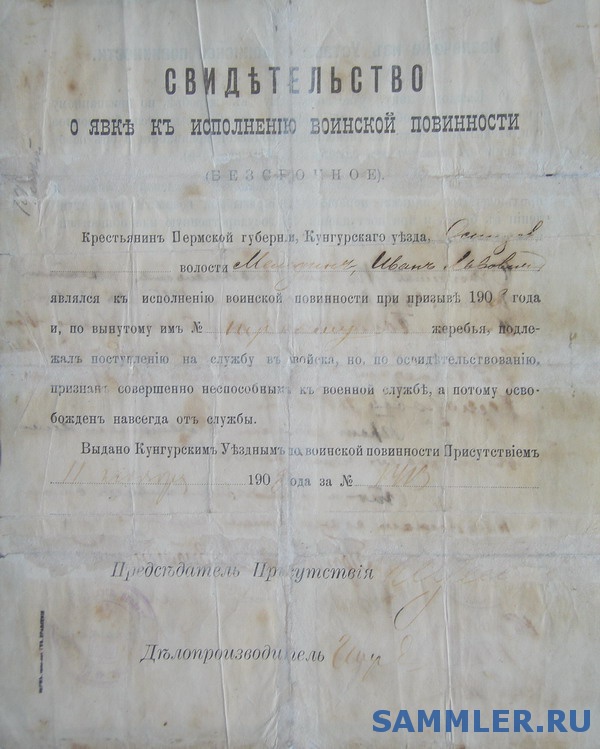 СВИДѢТЕЛЬСТВО
О ЯВКѢ КЪ ИСПОЛНЕНІЮ ВОИНСКОЙ ПОВИННОСТИ
(БЕЗСРОЧНОЕ).
Крестьянин Пермской губерніи, Кунгурскаго уѣзда,
волости Иванъ
являлся къ исполненію воинской повинности при призывѣ 190 года
и, по вынутому имъ № жеребья, подле-
жалъ поступленію на службу въ войска, но, по освидѣтельствованію,
признанъ совершенно неспособнымъ къ военной службѣ, а потому осво-
божденъ навсегда отъ службы.
Выдано Кунгурскимъ Уѣзднымъ по воинской повинности Присутствіемъ
11 190 года за №
Предсѣдатель Присутствія
Дѣлопроизводитель
SAMMLER.RU